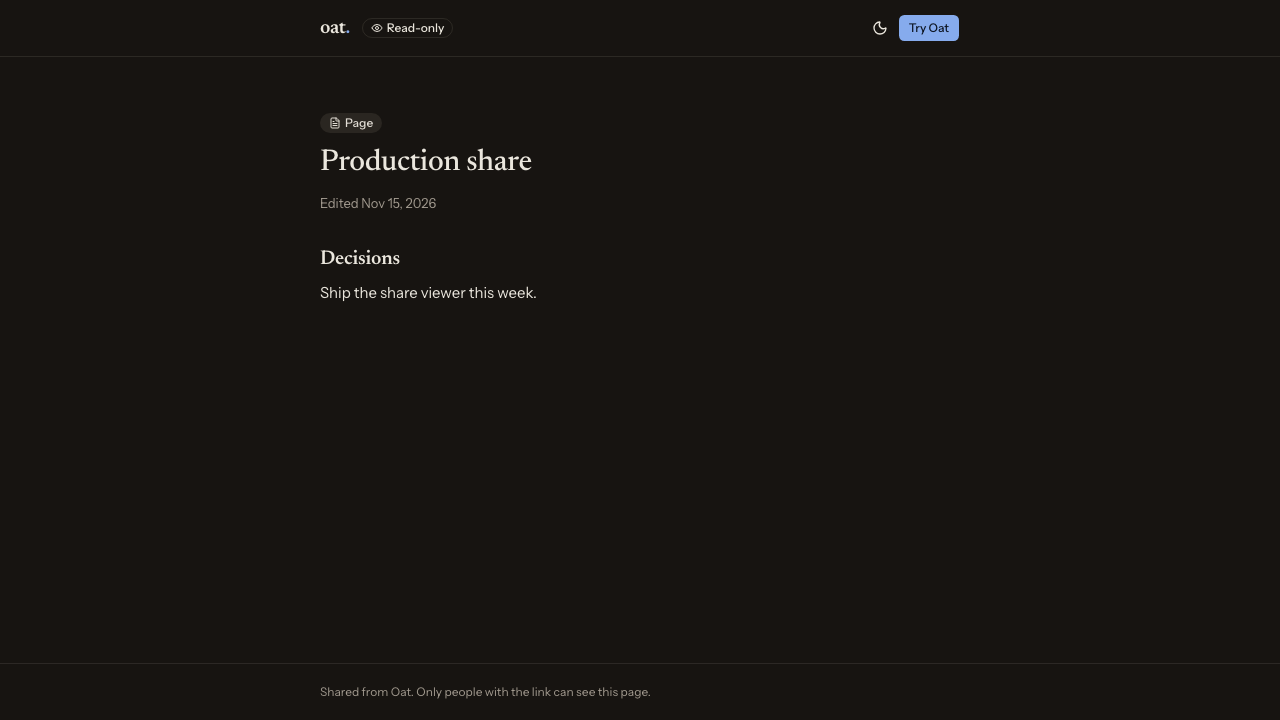 oat.
Read-only
Try Oat
Page
Production share
Edited Nov 15, 2026
Decisions
Ship the share viewer this week.
Shared from Oat. Only people with the link can see this page.